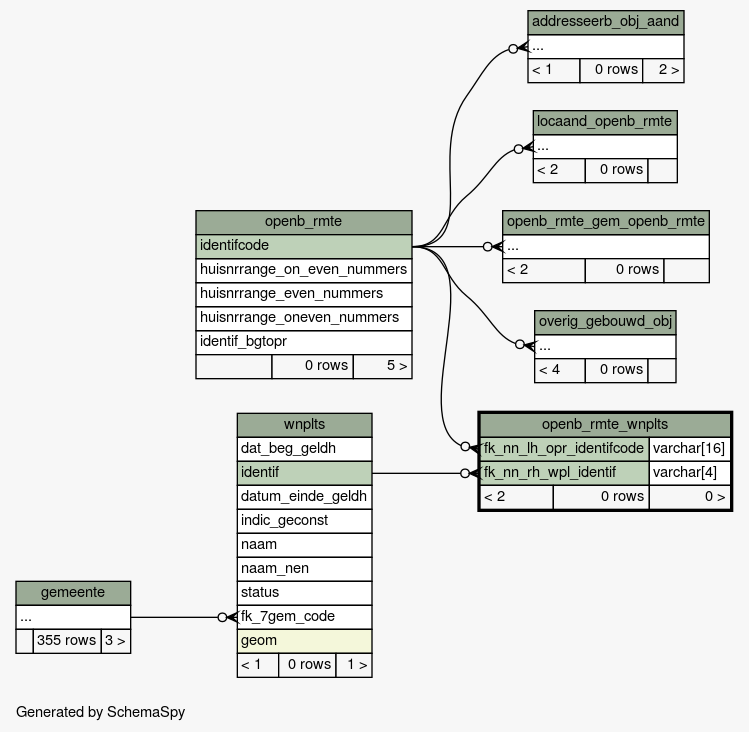 addresseerb_obj_aand
...
< 1 0 rows 2 >
locaand_openb_rmte
...
< 2 0 rows
openb_rmte_gem_openb_rmte
...
< 2 0 rows
overig_gebouwd_obj
...
< 4 0 rows
openb_rmte
identifcode
huisnrrange_on_even_nummers
huisnrrange_even_nummers
huisnrrange_oneven_nummers
identif_bgtopr
0 rows 5 >
openb_rmte_wnplts
fk_nn_lh_opr_identifcode varchar[16]
fk_nn_rh_wpl_identif varchar[4]
< 2 0 rows 0 >
wnplts
dat_beg_geldh
identif
datum_einde_geldh
indic_geconst
naam
naam_nen
status
fk_7gem_code
geom
< 1 0 rows 1 >
gemeente
...
355 rows 3 >
Generated by SchemaSpy